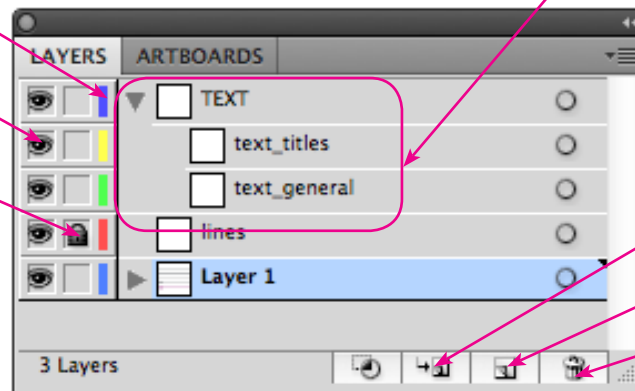 LAYERS ARTBOARDS
TEXT
text_titles
text_general
lines
Layer 1
3 Layers